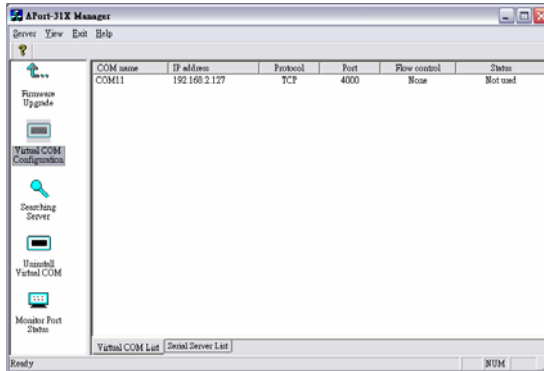 APort-31X Manager
Server View Exit Help
Firmware
Upgrade
Virtual COM
Configuration
Searching
Server
Uninstall
Virtual COM
Monitor Port
Status
COM name IP address Protocol Port Flow control Status
COM11 192.168.2.127 TCP 4000 None Not used
Virtual COM List Serial Server List
Ready NUM